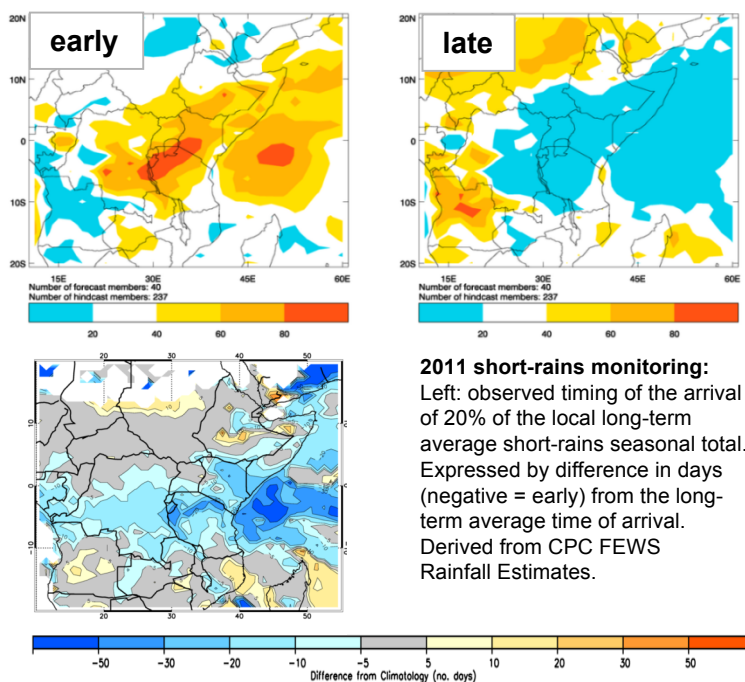 early
late
20N
10N
0
10S
20S
15E 30E 45E 60E
Number of forecast members: 40
Number of hindcast members: 237
20 40 60 80
20N
10N
0
10S
20S
15E 30E 45E 60E
Number of forecast members: 40
Number of hindcast members: 237
20 40 60 80
20 30 40 50
10
0
-10
20 30 40 50
2011 short-rains monitoring:
Left: observed timing of the arrival
of 20% of the local long-term
average short-rains seasonal total.
Expressed by difference in days
(negative = early) from the long-
term average time of arrival.
Derived from CPC FEWS
Rainfall Estimates.
-50 -30 -20 -10 -5 5 10 20 30 50
Difference from Climatology (no. days)